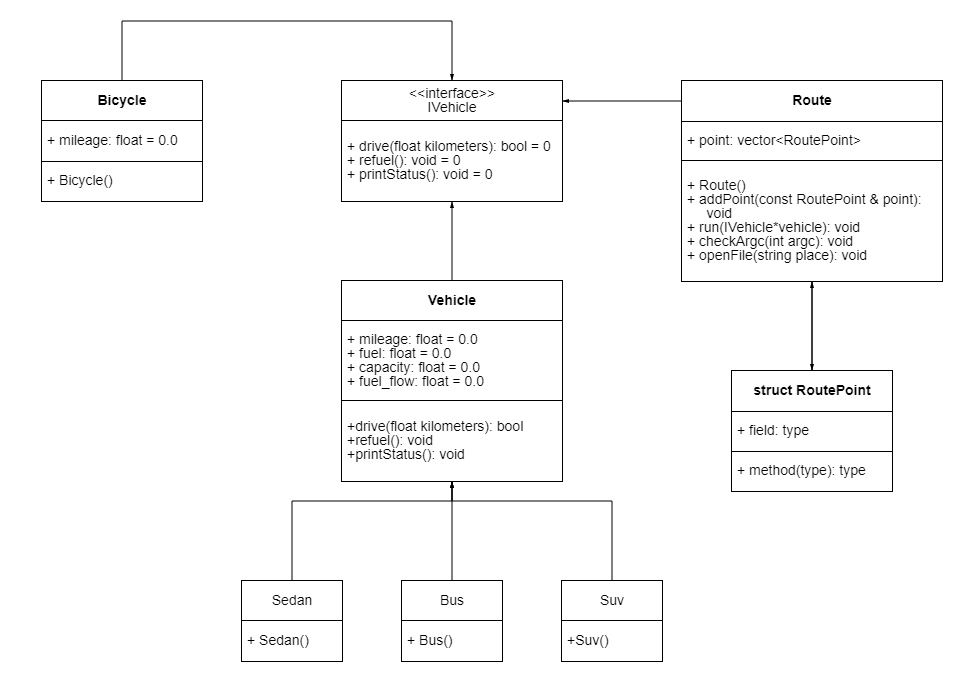 Bicycle
+ mileage: float = 0.0
+ Bicycle()
<<interface>>
IVehicle
+ drive(float kilometers): bool = 0
+ refuel(): void = 0
+ printStatus(): void = 0
Route
+ point: vector<RoutePoint>
+ Route()
+ addPoint(const RoutePoint & point):
void
+ run(IVehicle*vehicle): void
+ checkArgc(int argc): void
+ openFile(string place): void
Vehicle
+ mileage: float = 0.0
+ fuel: float = 0.0
+ capacity: float = 0.0
+ fuel_flow: float = 0.0
+drive(float kilometers): bool
+refuel(): void
+printStatus(): void
struct RoutePoint
+ field: type
+ method(type): type
Sedan
+ Sedan()
Bus
+ Bus()
Suv
+Suv()